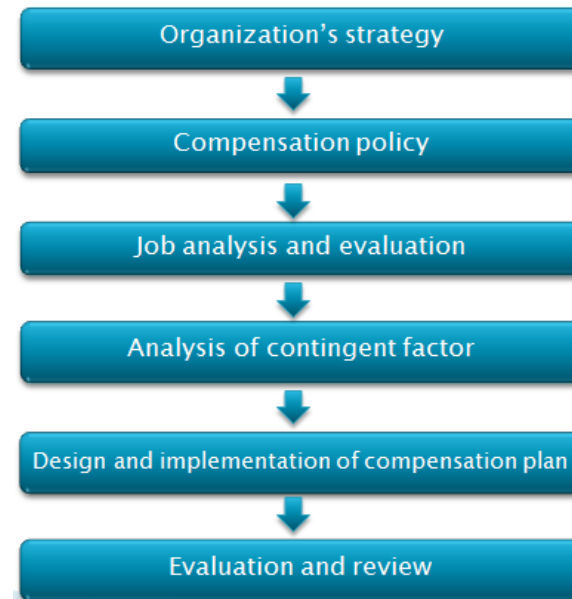 Organization's strategy
Compensation policy
Job analysis and evaluation
Analysis of contingent factor
Design and implementation of compensation plan
Evaluation and review